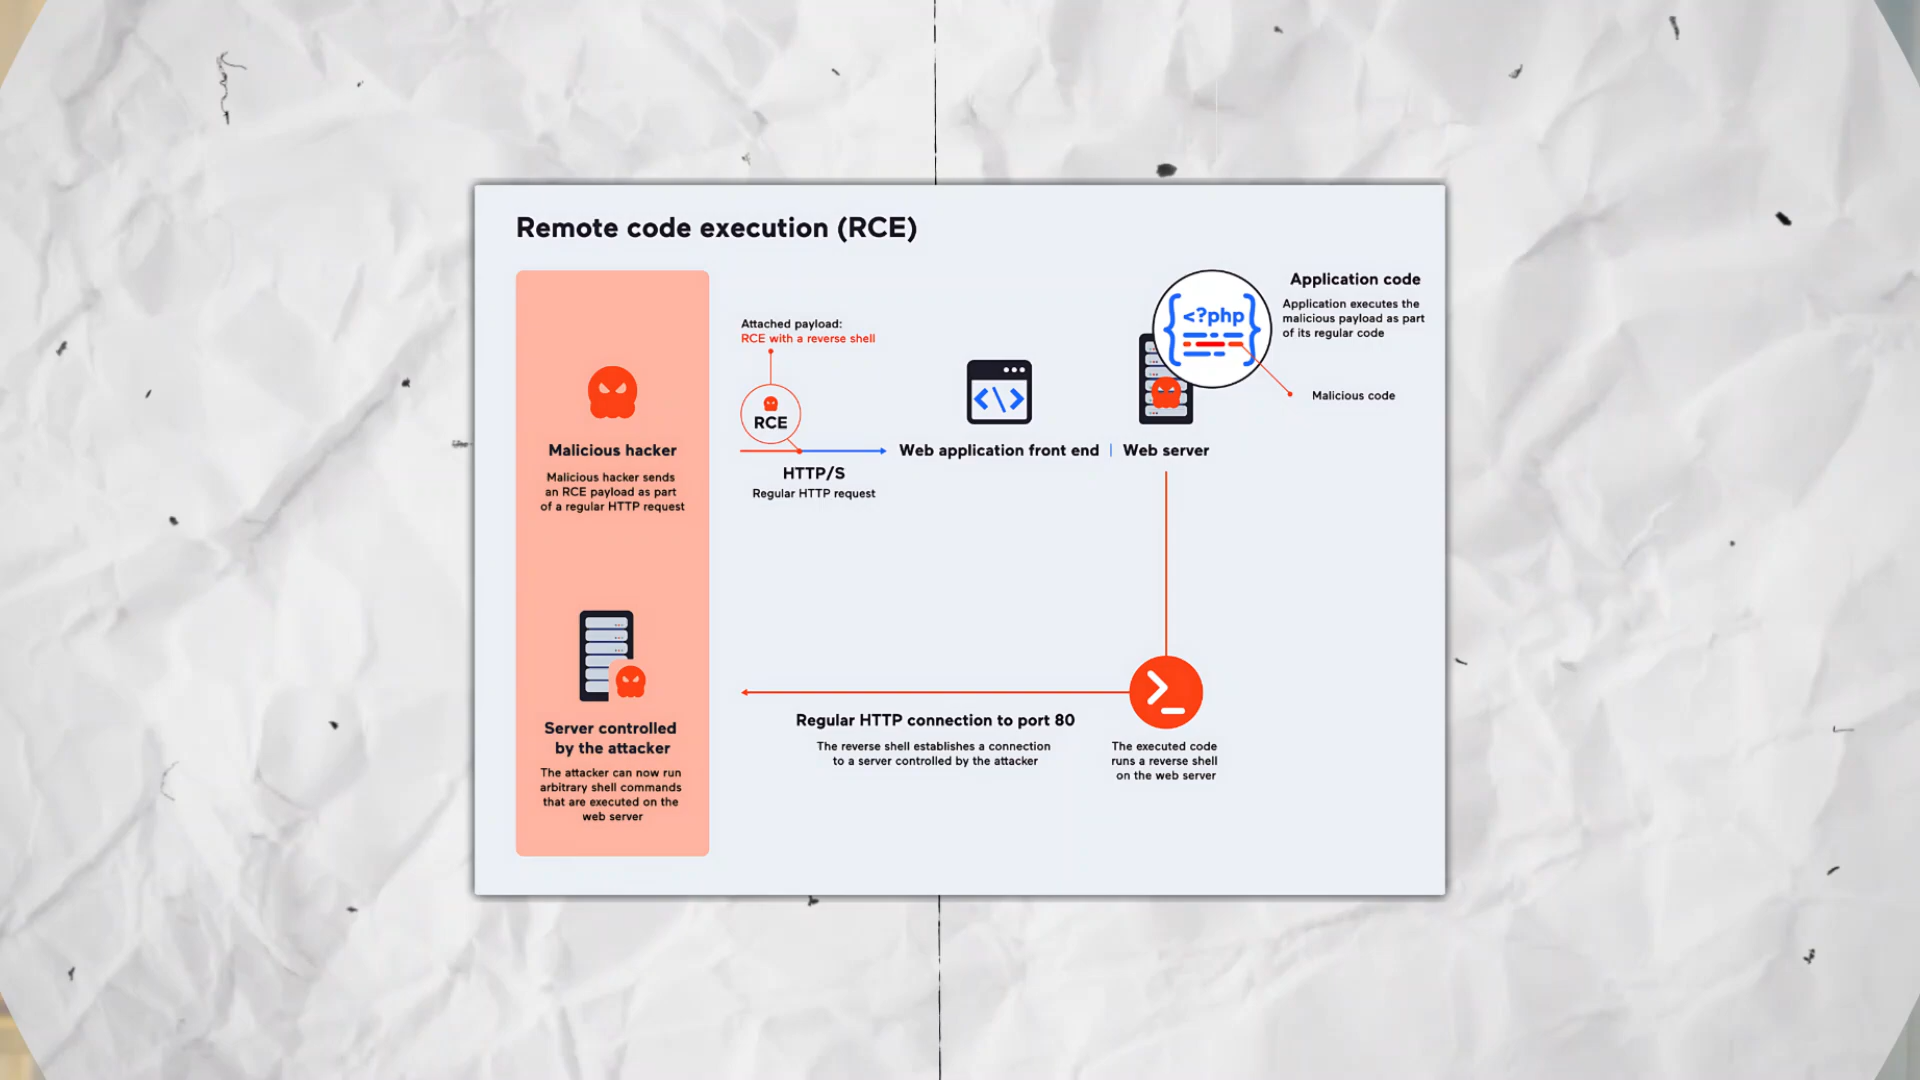 Remote code execution (RCE)
Malicious hacker
Malicious hacker sends
an RCE payload as part
of a regular HTTP request
Attached payload:
RCE with a reverse shell
RCE
HTTP/S
Regular HTTP request
</>
Web application front end | Web server
{<?php}
Application code
Application executes the
malicious payload as part
of its regular code
Malicious code
Server controlled
by the attacker
The attacker can now run
arbitrary shell commands
that are executed on the
web server
Regular HTTP connection to port 80
The reverse shell establishes a connection
to a server controlled by the attacker
>_
The executed code
runs a reverse shell
on the web server